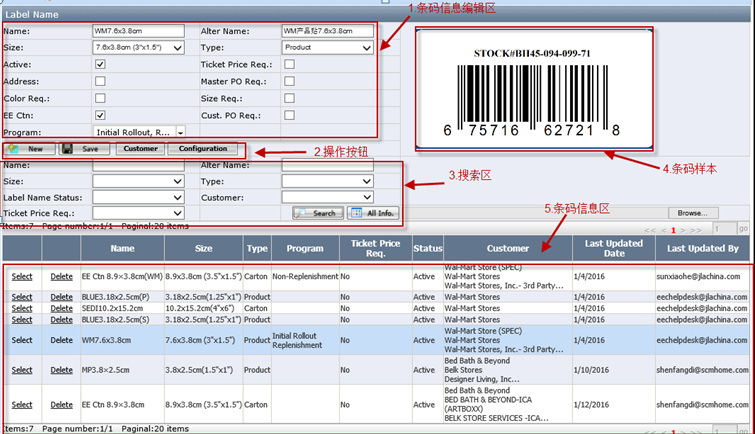 Label Name
1.条码信息编辑区
Name: WM7.6x3.8cm Alter Name: WM产品贴7.6x3.8cm
Size: 7.6x3.8cm (3"x1.5") Type: Product
Active: Ticket Price Req.:
Address: Master PO Req.:
Color Req.: Size Req.:
EE Ctn: Cust. PO Req.:
Program: Initial Rollout, R...
STOCK#BH45-094-099-71
6 75716 62721 8
New Save Customer Configuration
2.操作按钮
4.条码样本
Name: Alter Name:
3.搜索区
Size: Type:
Label Name Status: Customer:
Ticket Price Req.: Search All Info. Browse...
5.条码信息区
Items:7 Page number:1/1 Paginal:20 items << < 1 > >> 1 go
Name Size Type Program Ticket Price Req. Status Customer Last Updated Date Last Updated By
Select Delete EE Ctn 8.9×3.8cm(WM) 8.9x3.8cm (3.5"x1.5") Carton Non-Replenishment No Active Wal-Mart Store (SPEC)
Wal-Mart Stores
Wal-Mart Stores, Inc.- 3rd Party... 1/4/2016 sunxiaohe@jlachina.com
Select Delete BLUE3.18x2.5cm(P) 3.18x2.5cm(1.25"x1") Product No Active Wal-Mart Stores 1/4/2016 eechelpdesk@jlachina.com
Select Delete SEDI10.2x15.2cm 10.2x15.2cm(4"x6") Carton No Active Wal-Mart Stores 1/4/2016 eechelpdesk@jlachina.com
Select Delete BLUE3.18x2.5cm(S) 3.18x2.5cm(1.25"x1") Product No Active Wal-Mart Stores 1/4/2016 eechelpdesk@jlachina.com
Select Delete WM7.6x3.8cm 7.6x3.8cm (3"x1.5") Product Initial Rollout
Replenishment No Active Wal-Mart Store (SPEC)
Wal-Mart Stores
Wal-Mart Stores, Inc.- 3rd Party... 1/4/2016 eechelpdesk@jlachina.com
Select Delete MP3.8×2.5cm 3.8x2.5cm(1.5"x1") Product No Active Bed Bath & Beyond
Belk Stores
Designer Living, Inc... 1/10/2016 shenfangdi@scmhome.com
Select Delete EE Ctn 8.9×3.8cm 8.9x3.8cm (3.5"x1.5") Carton No Active Bed Bath & Beyond
BED BATH & BEYOND-ICA
(ARTBOXX)
BELK STORE SERVICES -ICA... 1/12/2016 shenfangdi@scmhome.com
Items:7 Page number:1/1 Paginal:20 items << < 1 > >> 1 go